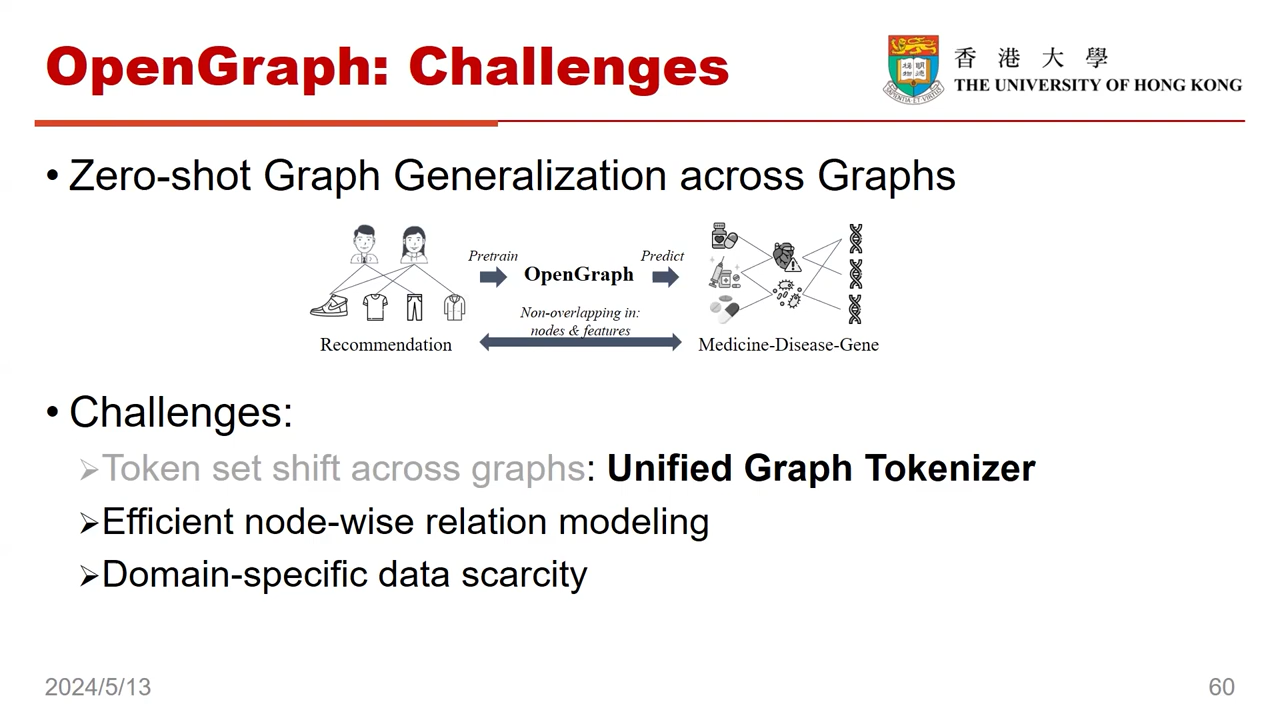 OpenGraph: Challenges
香港大學
THE UNIVERSITY OF HONG KONG
• Zero-shot Graph Generalization across Graphs
Pretrain
OpenGraph
Predict
Non-overlapping in:
nodes & features
Recommendation
Medicine-Disease-Gene
• Challenges:
➢Token set shift across graphs: Unified Graph Tokenizer
➢Efficient node-wise relation modeling
➢Domain-specific data scarcity
2024/5/13
60